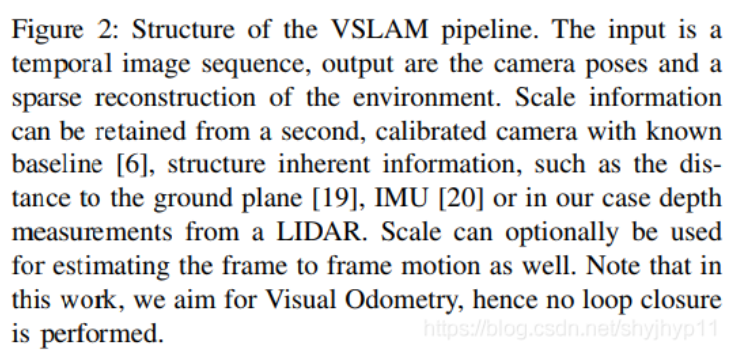 Figure 2: Structure of the VSLAM pipeline. The input is a
temporal image sequence, output are the camera poses and a
sparse reconstruction of the environment. Scale information
can be retained from a second, calibrated camera with known
baseline [6], structure inherent information, such as the dis-
tance to the ground plane [19], IMU [20] or in our case depth
measurements from a LIDAR. Scale can optionally be used
for estimating the frame to frame motion as well. Note that in
this work, we aim for Visual Odometry, hence no loop closure
is performed.
https://blog.csdn.net/shyjhyp11